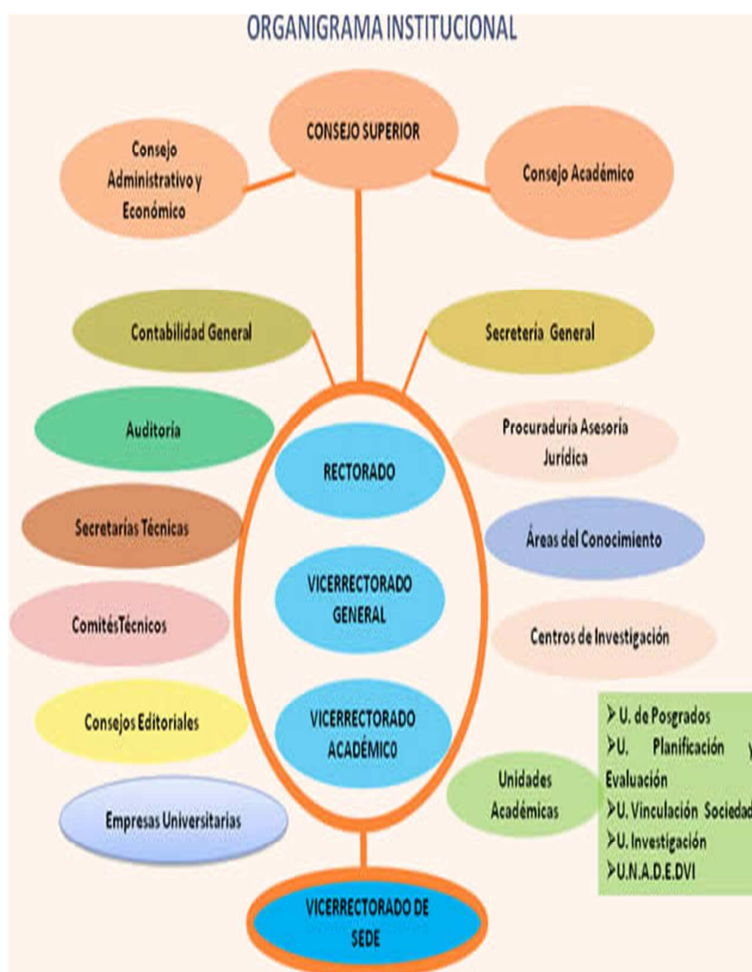 ORGANIGRAMA INSTITUCIONAL
CONSEJO SUPERIOR
Consejo
Administrativo y
Económico
Consejo Académico
Contabilidad General
Secretería General
Auditoría
RECTORADO
Procuraduría Asesoría
Jurídica
Secretarías Técnicas
Áreas del Conocimiento
VICERRECTORADO
GENERAL
ComitésTécnicos
Centros de Investigación
Consejos Editoriales
VICERRECTORADO
ACADÉMICO
Empresas Universitarias
Unidades
Académicas
➢U. de Posgrados
➢U. Planificación y
Evaluación
➢U. Vinculación Sociedad
➢U. Investigación
➢U.N.A.D.E.DVI
VICERRECTORADO DE
SEDE